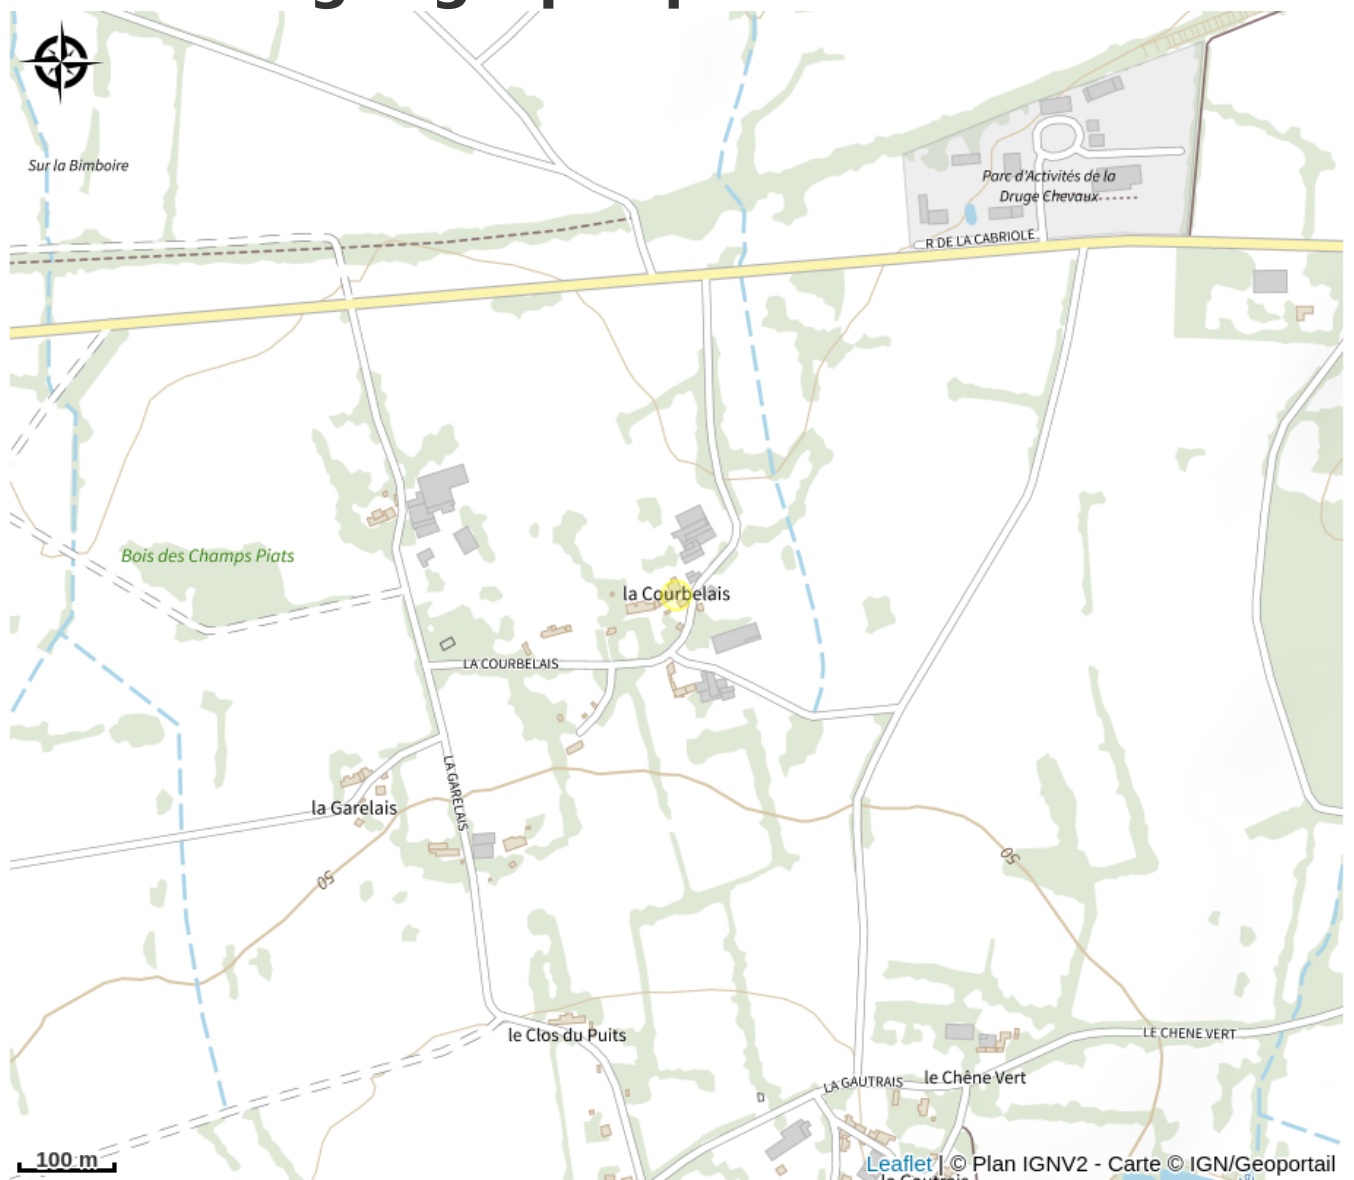 Sur la Bimboire
Parc d'Activités de la
Druge Chevaux
R DE LA CABRIOLE
Bois des Champs Piats
la Courbelais
LA COURBELAIS
LA GARELAIS
la Garelais
50
50
le Clos du Puits
LE CHENE VERT
le Chêne Vert
LA GAUTRAIS
100 m
Leaflet | © Plan IGNV2 - Carte © IGN/Geoportail
la Gautrais